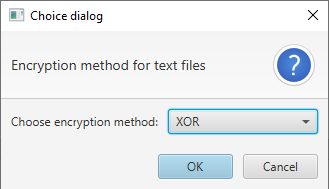 Choice dialog
Encryption method for text files
?
Choose encryption method: XOR
OK Cancel